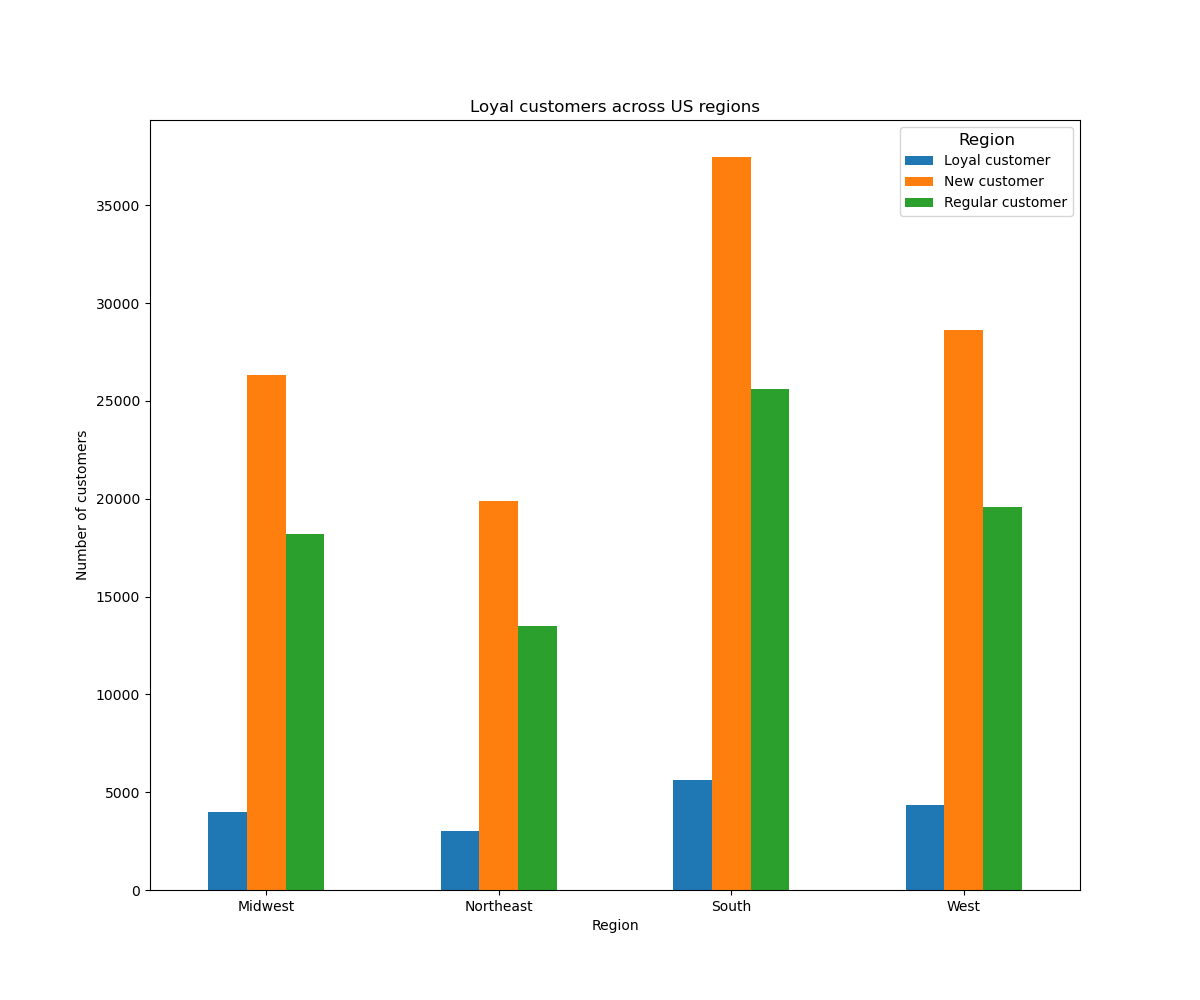 Loyal customers across US regions
Region
Loyal customer
New customer
Regular customer
35000
30000
25000
20000
15000
10000
5000
0
Number of customers
Midwest Northeast South West
Region